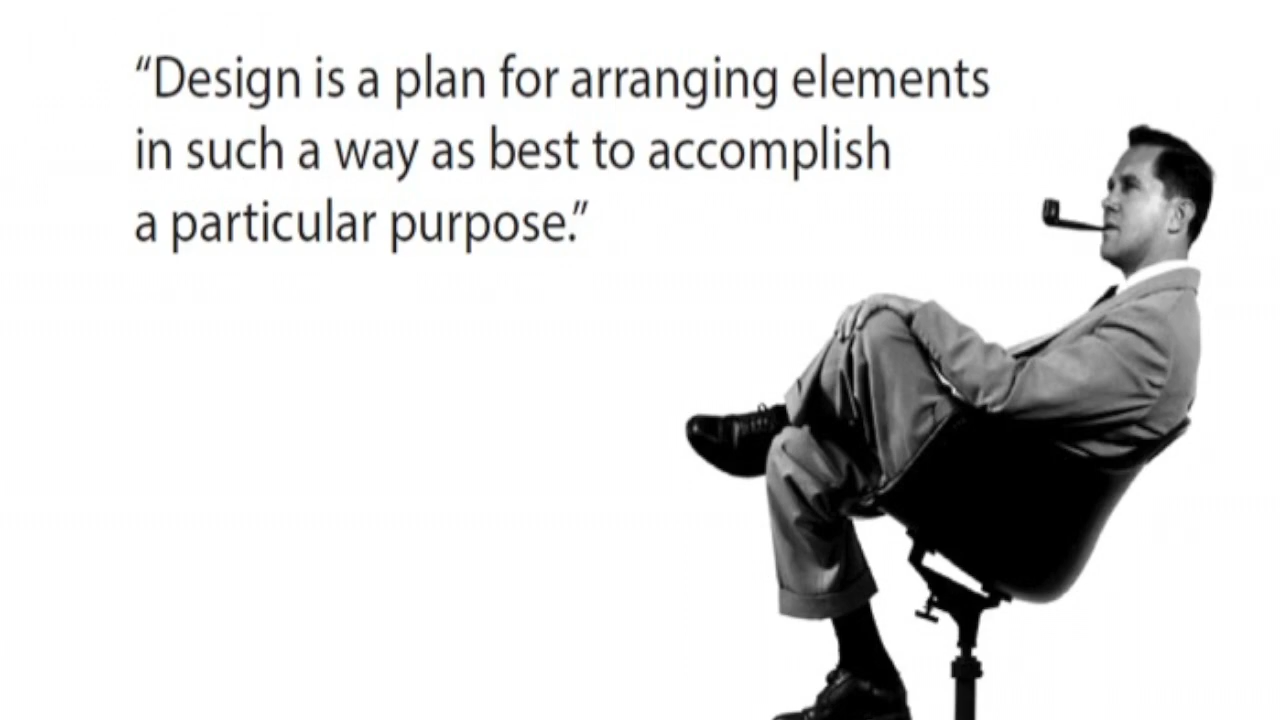 “Design is a plan for arranging elements
in such a way as best to accomplish
a particular purpose.”